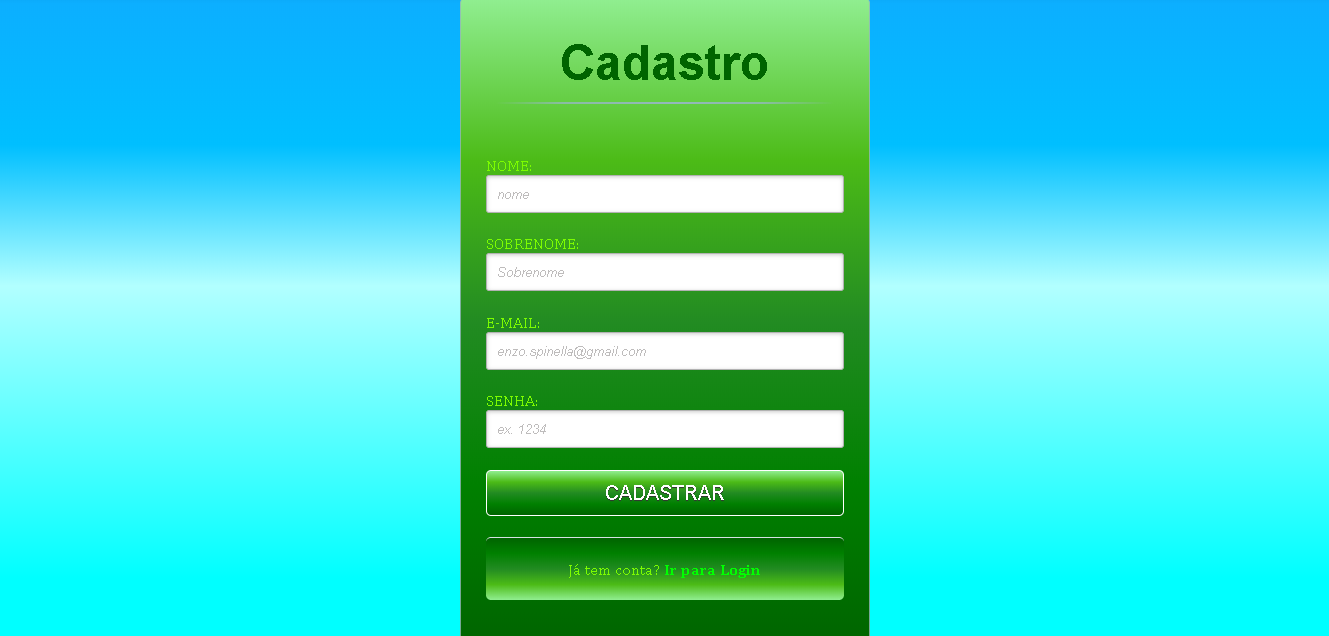 Cadastro
NOME:
nome
SOBRENOME:
Sobrenome
E-MAIL:
enzo.spinella@gmail.com
SENHA:
ex. 1234
CADASTRAR
Já tem conta? Ir para Login